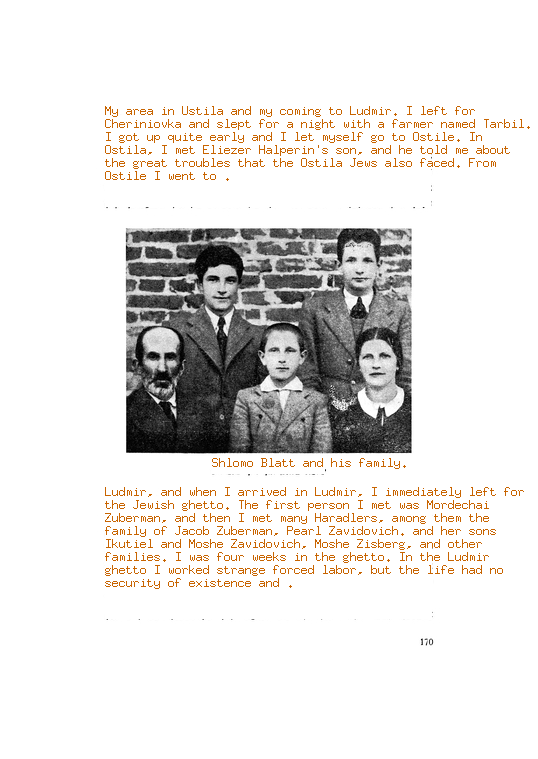 My area in Ustila and my coming to Ludmir. I left for
Cheriniovka and slept for a night with a farmer named Tarbil.
I got up quite early and I let myself go to Ostile. In
Ostila, I met Eliezer Halperin's son, and he told me about
the great troubles that the Ostila Jews also faced. From
Ostile I went to .
Shlomo Blatt and his family.
Ludmir, and when I arrived in Ludmir, I immediately left for
the Jewish ghetto. The first person I met was Mordechai
Zuberman, and then I met many Haradlers, among them the
family of Jacob Zuberman, Pearl Zavidovich. and her sons
Ikutiel and Moshe Zavidovich, Moshe Zisberg, and other
families. I was four weeks in the ghetto. In the Ludmir
ghetto I worked strange forced labor, but the life had no
security of existence and .
170